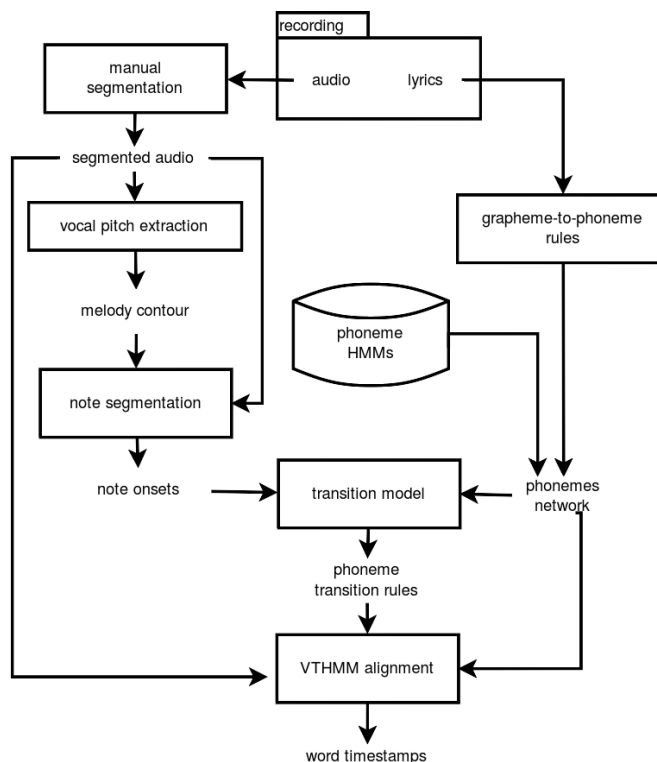 recording
audio
lyrics
manual
segmentation
segmented audio
vocal pitch extraction
grapheme-to-phoneme
rules
melody contour
phoneme
HMMs
note segmentation
note onsets
transition model
phonemes
network
phoneme
transition rules
VTHMM alignment
word timestamps